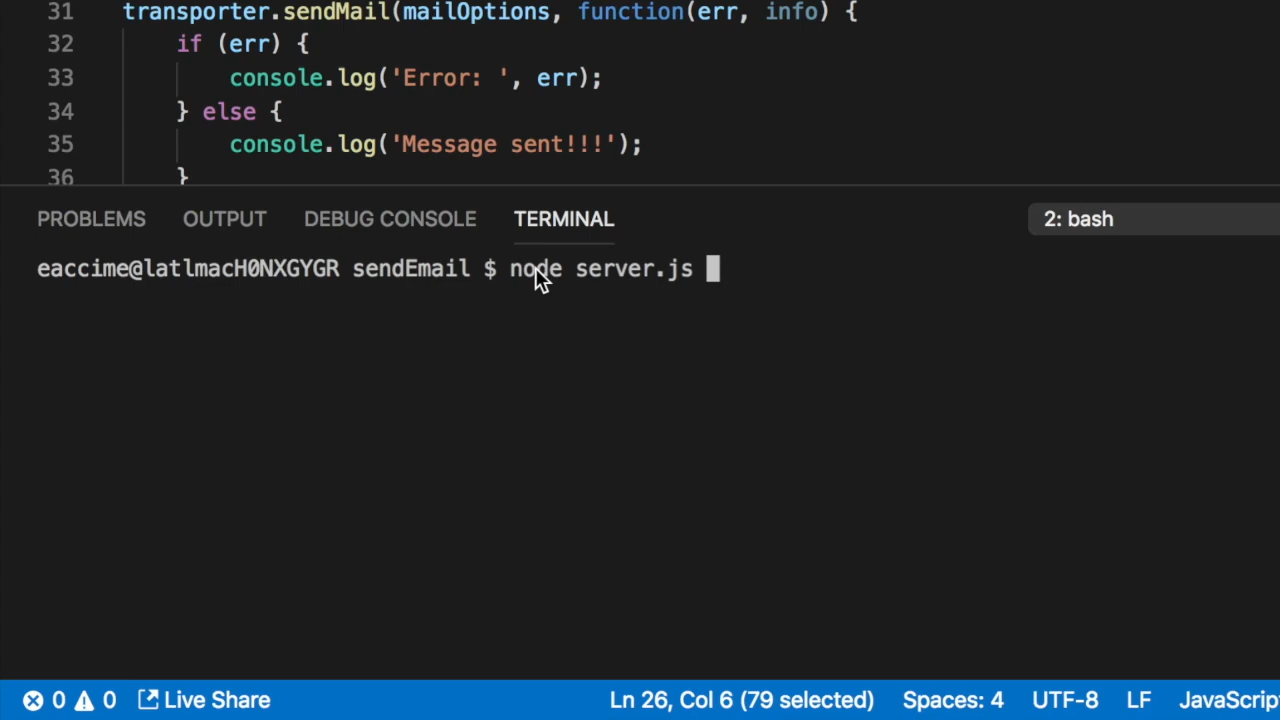 31 transporter.sendMail(mailOptions, function(err, info) {
32 if (err) {
33 console.log('Error: ', err);
34 } else {
35 console.log('Message sent!!!');
36 }
PROBLEMS OUTPUT DEBUG CONSOLE TERMINAL 2: bash
eaccime@latlmacH0NXGYGR sendEmail $ node server.js
0 0 Live Share Ln 26, Col 6 (79 selected) Spaces: 4 UTF-8 LF JavaScrip